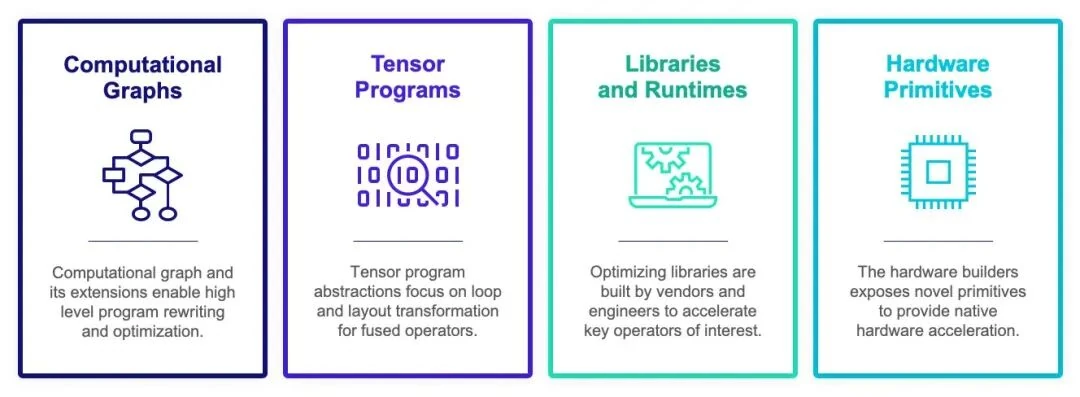 Computational
Graphs
Computational graph and
its extensions enable high
level program rewriting
and optimization.
Tensor
Programs
Tensor program
abstractions focus on loop
and layout transformation
for fused operators.
Libraries
and Runtimes
Optimizing libraries are
built by vendors and
engineers to accelerate
key operators of interest.
Hardware
Primitives
The hardware builders
exposes novel primitives
to provide native
hardware acceleration.